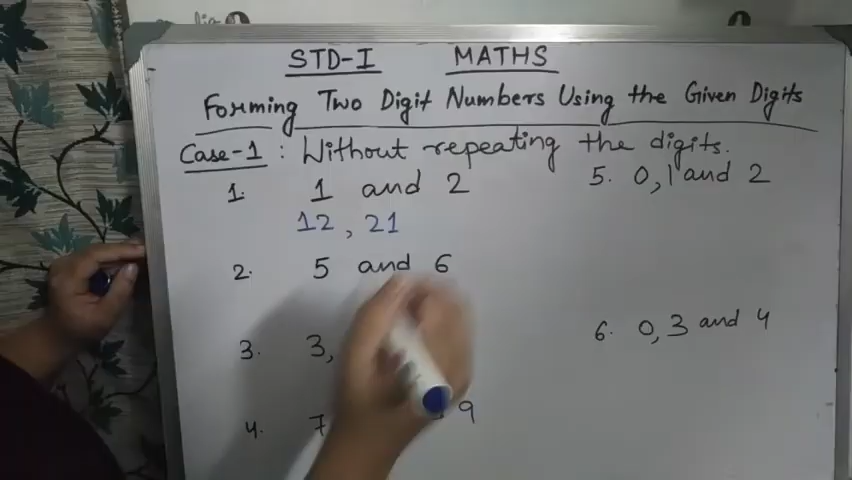 STD-I MATHS
Forming Two Digit Numbers Using the Given Digits
Case-1 : Without repeating the digits.
1. 1 and 2
12, 21
2. 5 and 6
3. 3,
4. 7 9
5. 0, 1 and 2
6. 0, 3 and 4